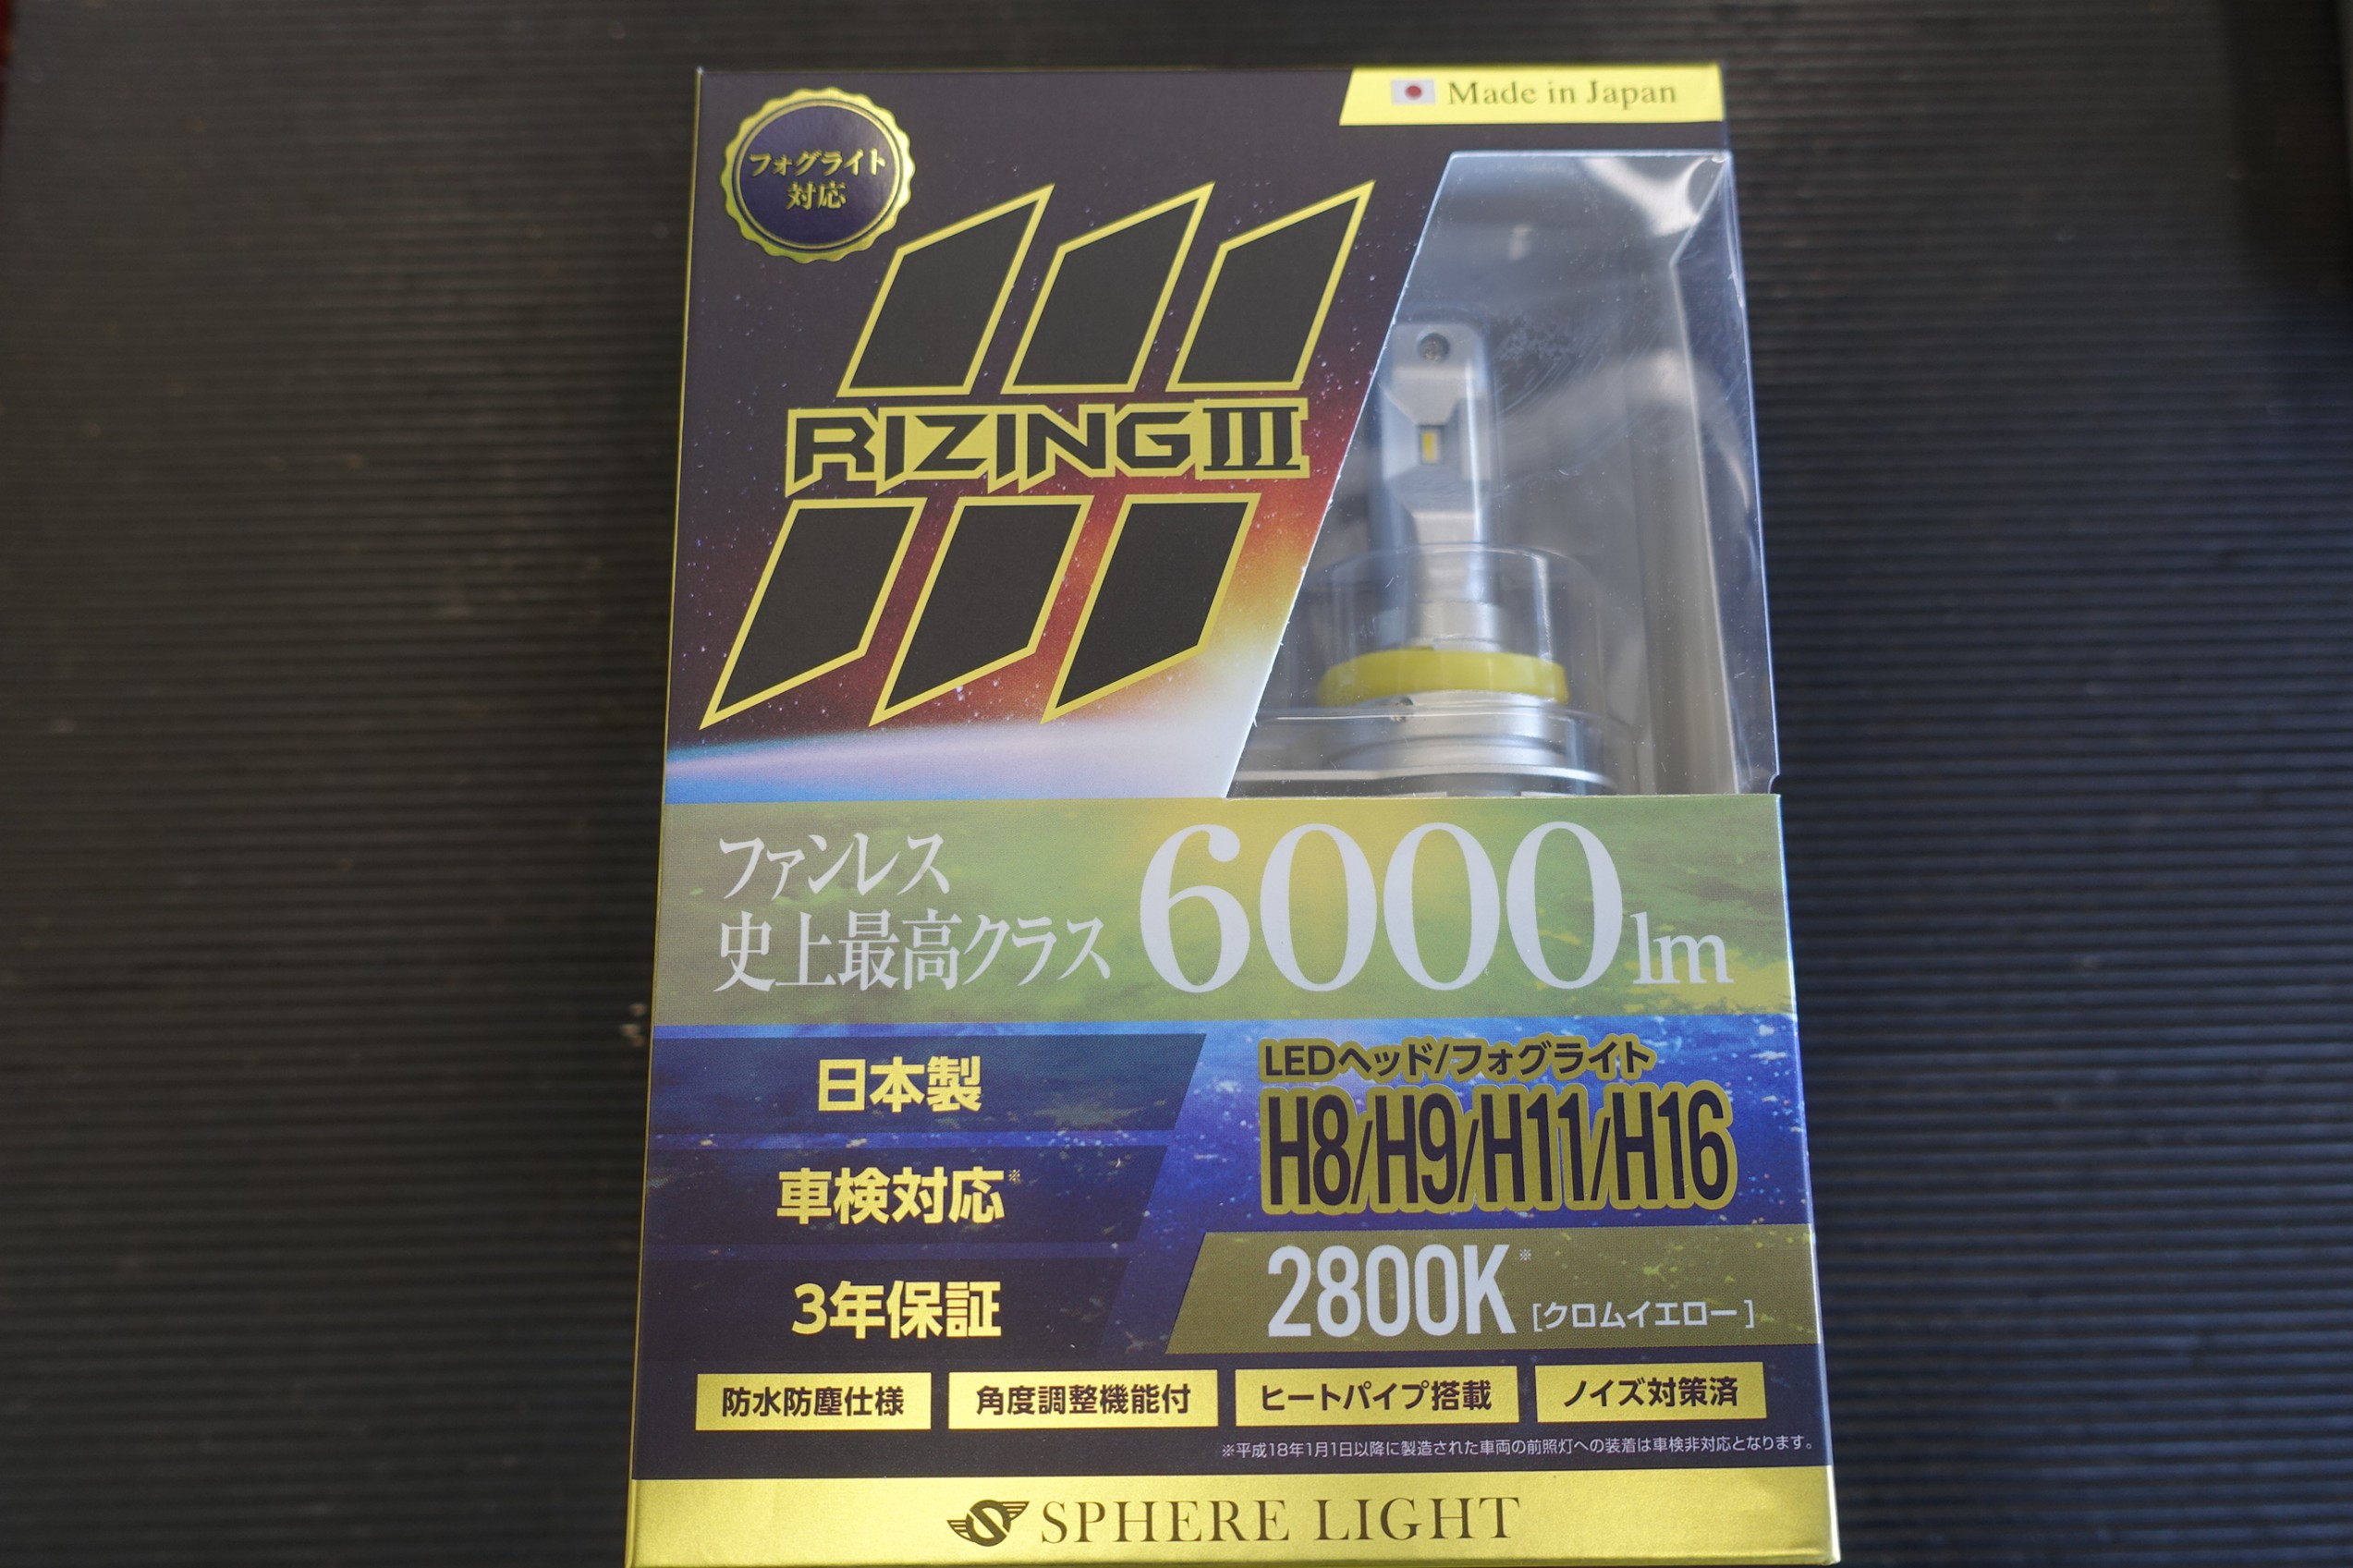 Made in Japan
フォグライト
対応
RIZINGIII
ファンレス
史上最高クラス 6000lm
日本製
車検対応※
3年保証
LEDヘッド/フォグライト
H8/H9/H11/H16
2800K※ [クロムイエロー]
防水防塵仕様 角度調整機能付 ヒートパイプ搭載 ノイズ対策済
※平成18年1月1日以降に製造された車両の前照灯への装着は車検非対応となります。
SPHERE LIGHT